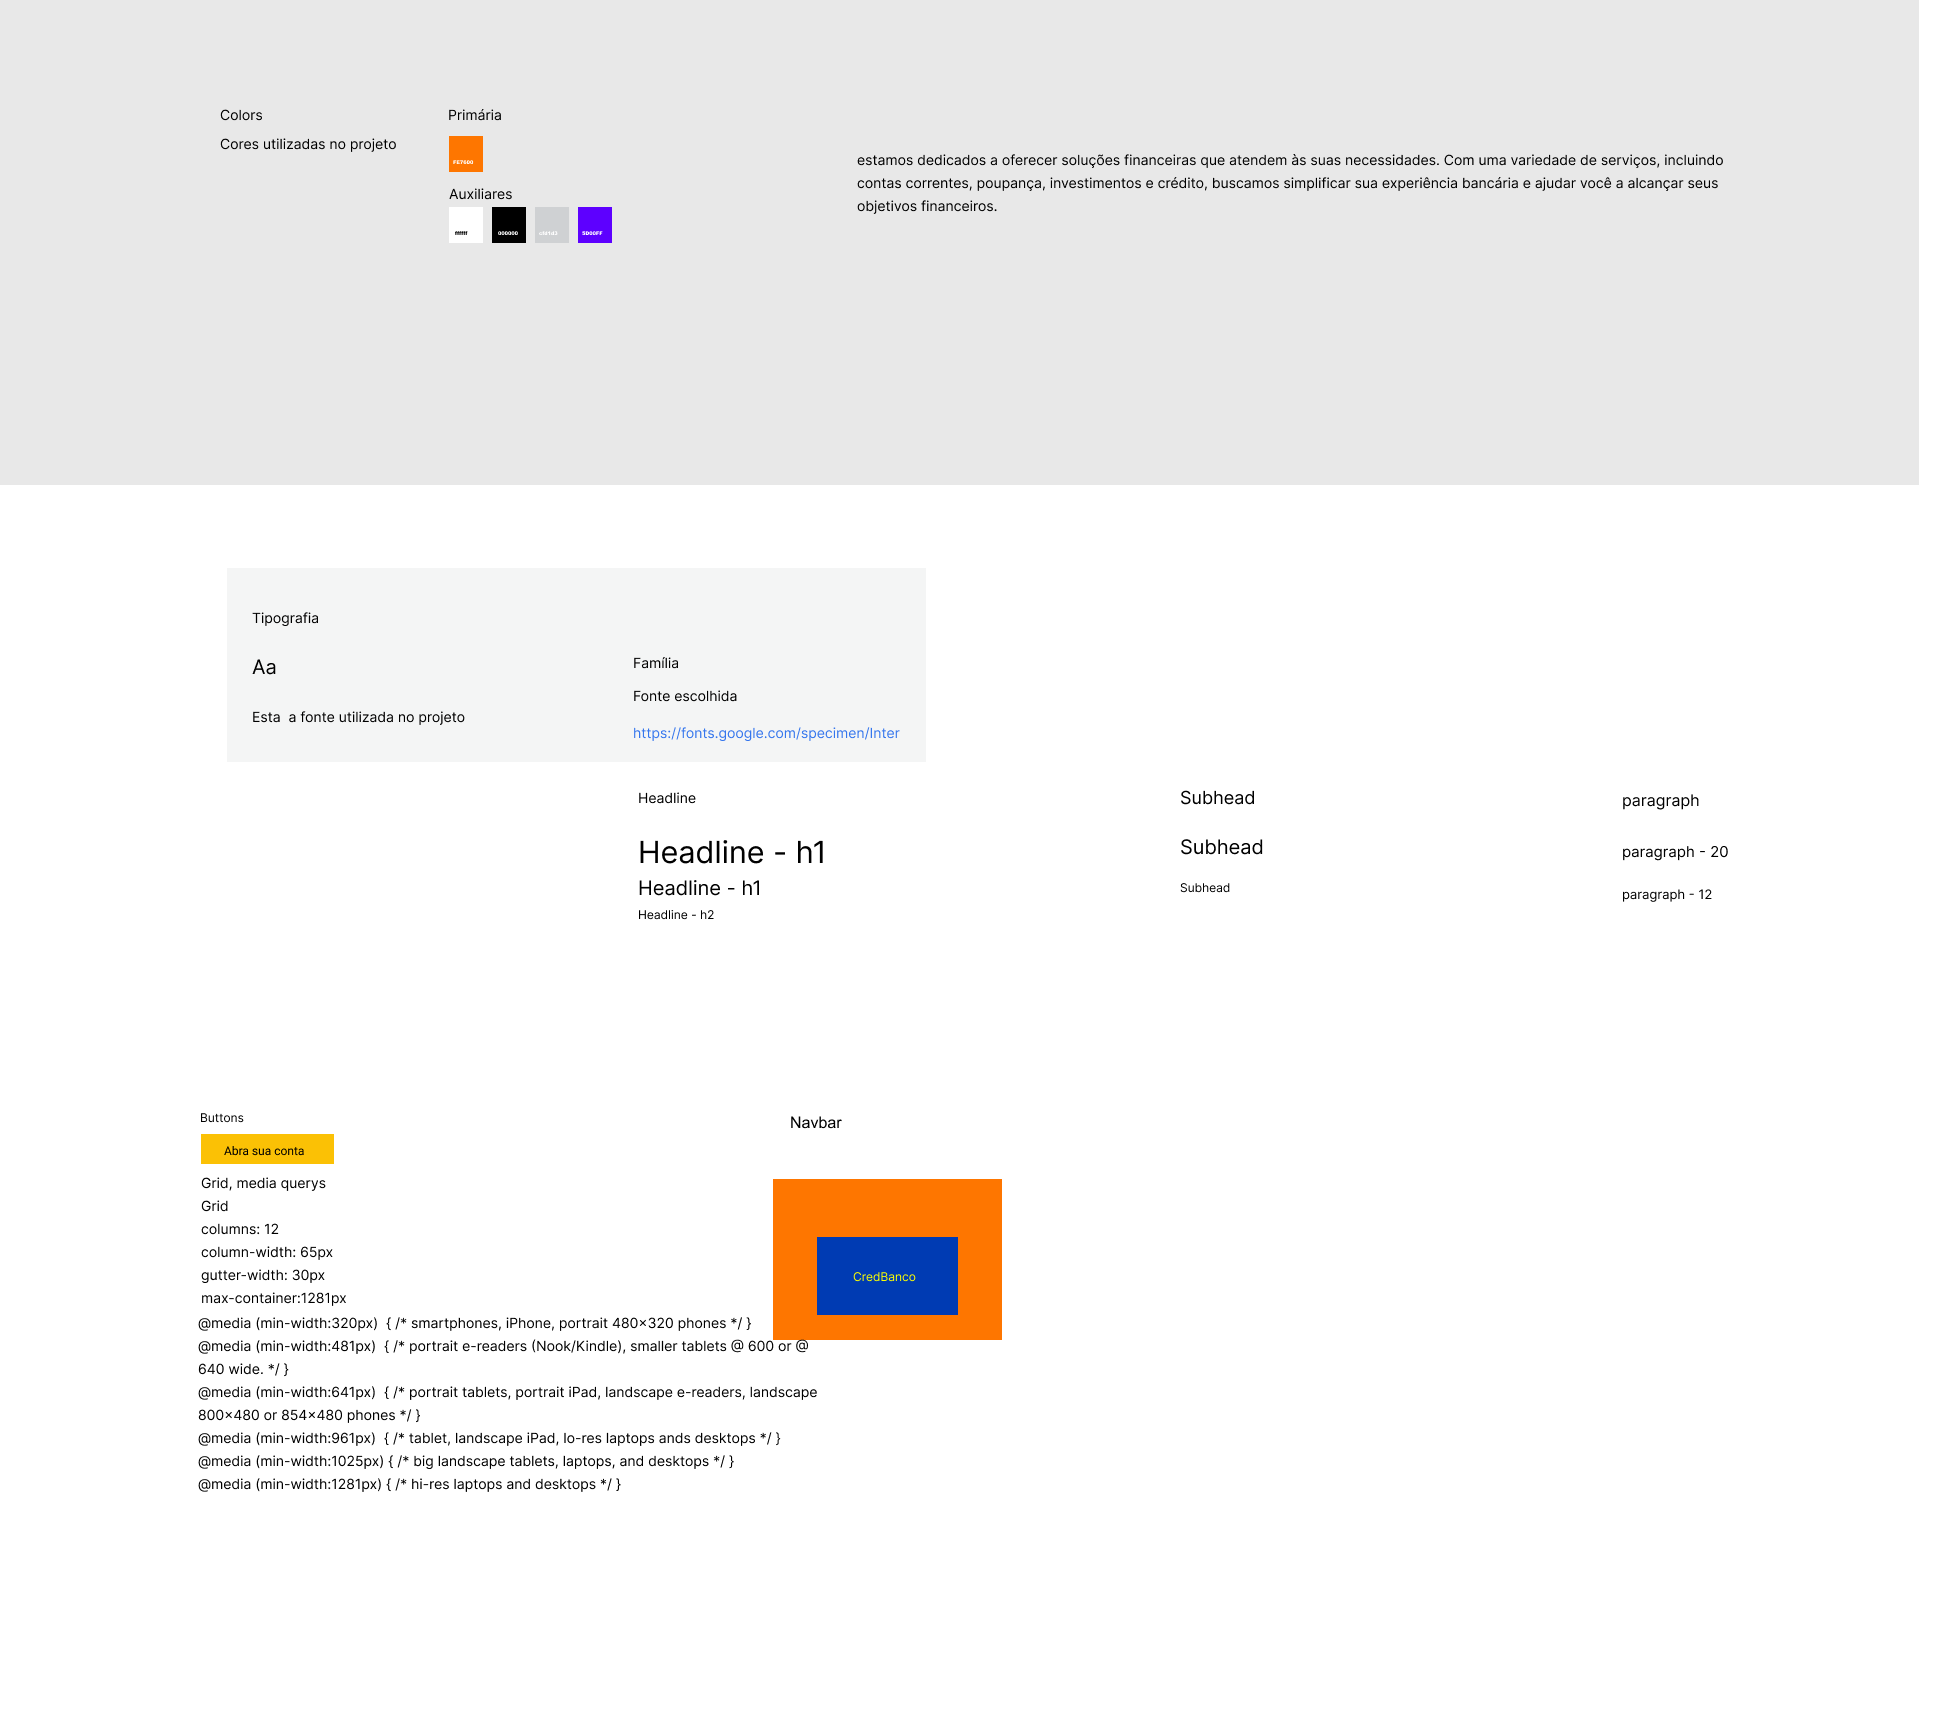 Colors
Cores utilizadas no projeto
Primária
FE7600
Auxiliares
ffffff
000000
5D00FF
estamos dedicados a oferecer soluções financeiras que atendem às suas necessidades. Com uma variedade de serviços, incluindo
contas correntes, poupança, investimentos e crédito, buscamos simplificar sua experiência bancária e ajudar você a alcançar seus
objetivos financeiros.
Tipografia
Aa
Esta  a fonte utilizada no projeto
Família
Fonte escolhida
https://fonts.google.com/specimen/Inter
Headline
Headline - h1
Headline - h1
Headline - h2
Subhead
Subhead
Subhead
paragraph
paragraph - 20
paragraph - 12
Buttons
Abra sua conta
Grid, media querys
Grid
columns: 12
column-width: 65px
gutter-width: 30px
max-container:1281px
@media (min-width:320px)  { /* smartphones, iPhone, portrait 480x320 phones */ }
@media (min-width:481px)  { /* portrait e-readers (Nook/Kindle), smaller tablets @ 600 or @
640 wide. */ }
@media (min-width:641px)  { /* portrait tablets, portrait iPad, landscape e-readers, landscape
800x480 or 854x480 phones */ }
@media (min-width:961px)  { /* tablet, landscape iPad, lo-res laptops ands desktops */ }
@media (min-width:1025px) { /* big landscape tablets, laptops, and desktops */ }
@media (min-width:1281px) { /* hi-res laptops and desktops */ }
Navbar
CredBanco